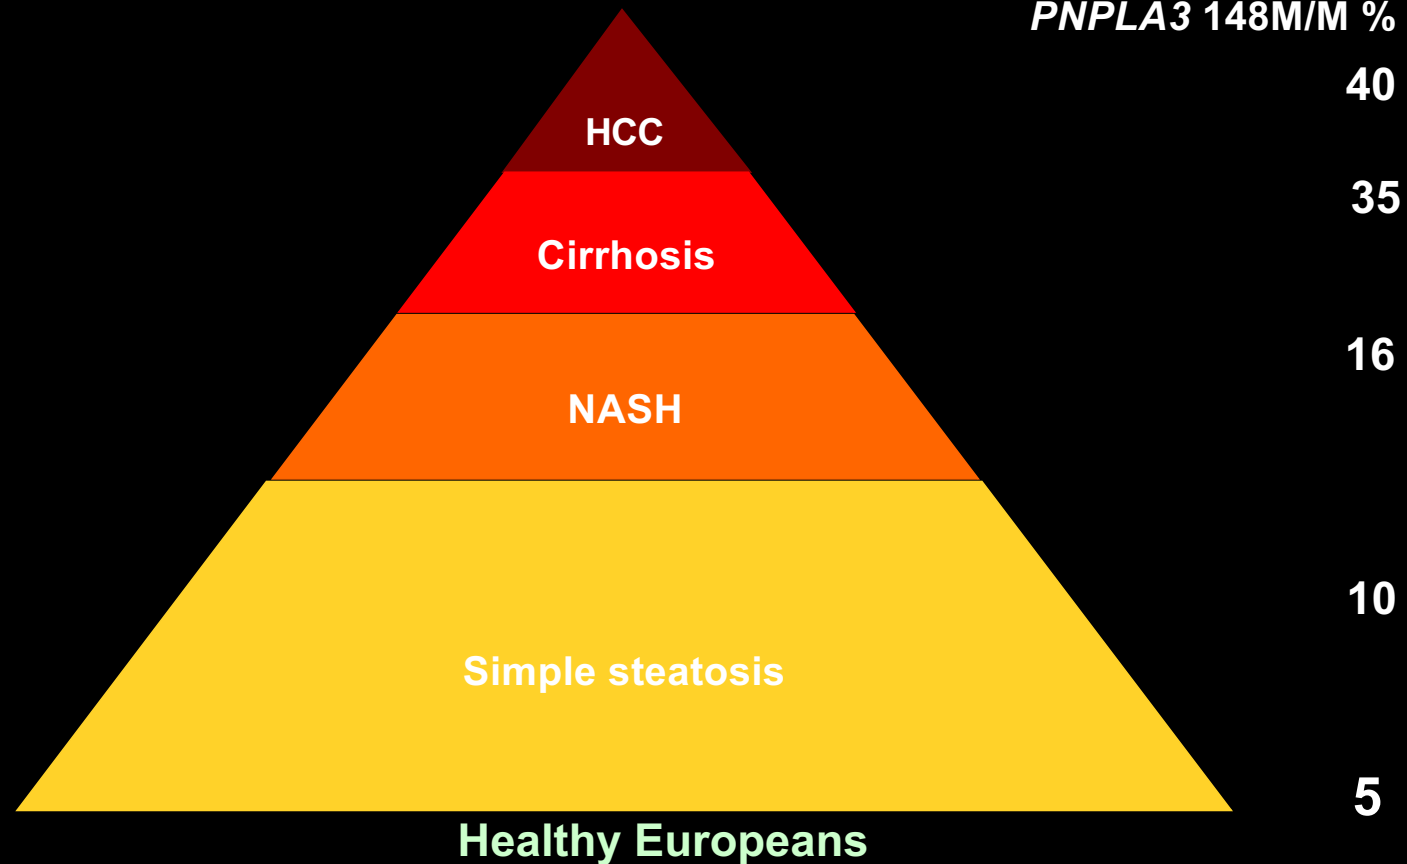 PNPLA3 148M/M %
40
HCC
35
Cirrhosis
16
NASH
10
Simple steatosis
5
Healthy Europeans